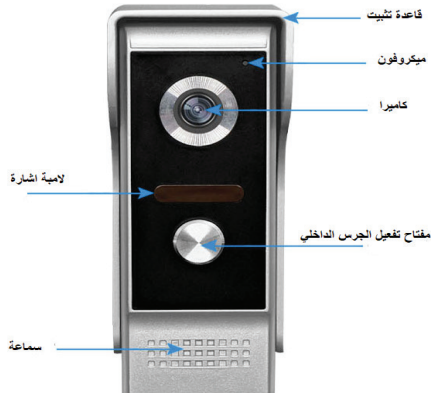 قاعدة تثبيت
ميكروفون
كاميرا
لامبة اشارة
مفتاح تفعيل الجرس الداخلي
سماعة